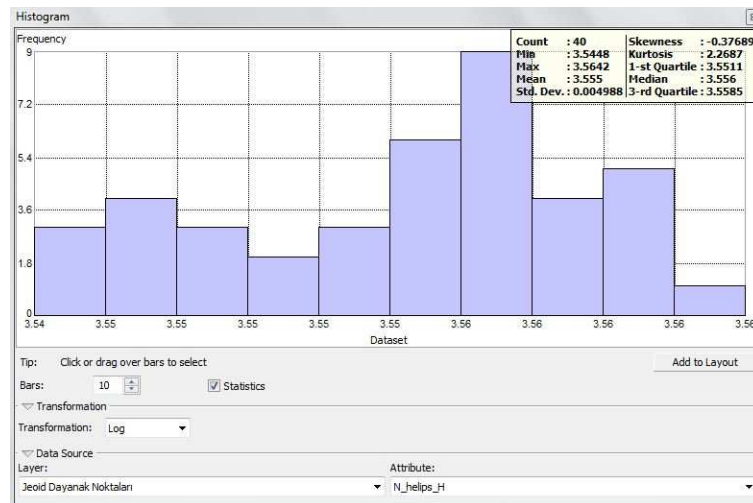 Histogram
Frequency
Count : 40 Skewness : -0.37689
Min : 3.5448 Kurtosis : 2.2687
Max : 3.5642 1-st Quartile : 3.5511
Mean : 3.555 Median : 3.556
Std. Dev. : 0.004988 3-rd Quartile : 3.5585
9
7.2
5.4
3.6
1.8
0
3.54 3.55 3.55 3.55 3.55 3.55 3.56 3.56 3.56 3.56 3.56
Dataset
Tip: Click or drag over bars to select Add to Layout
Bars: 10 Statistics
Transformation
Transformation: Log
Data Source
Layer: Attribute:
Jeoid Dayanak Noktaları N_helips_H